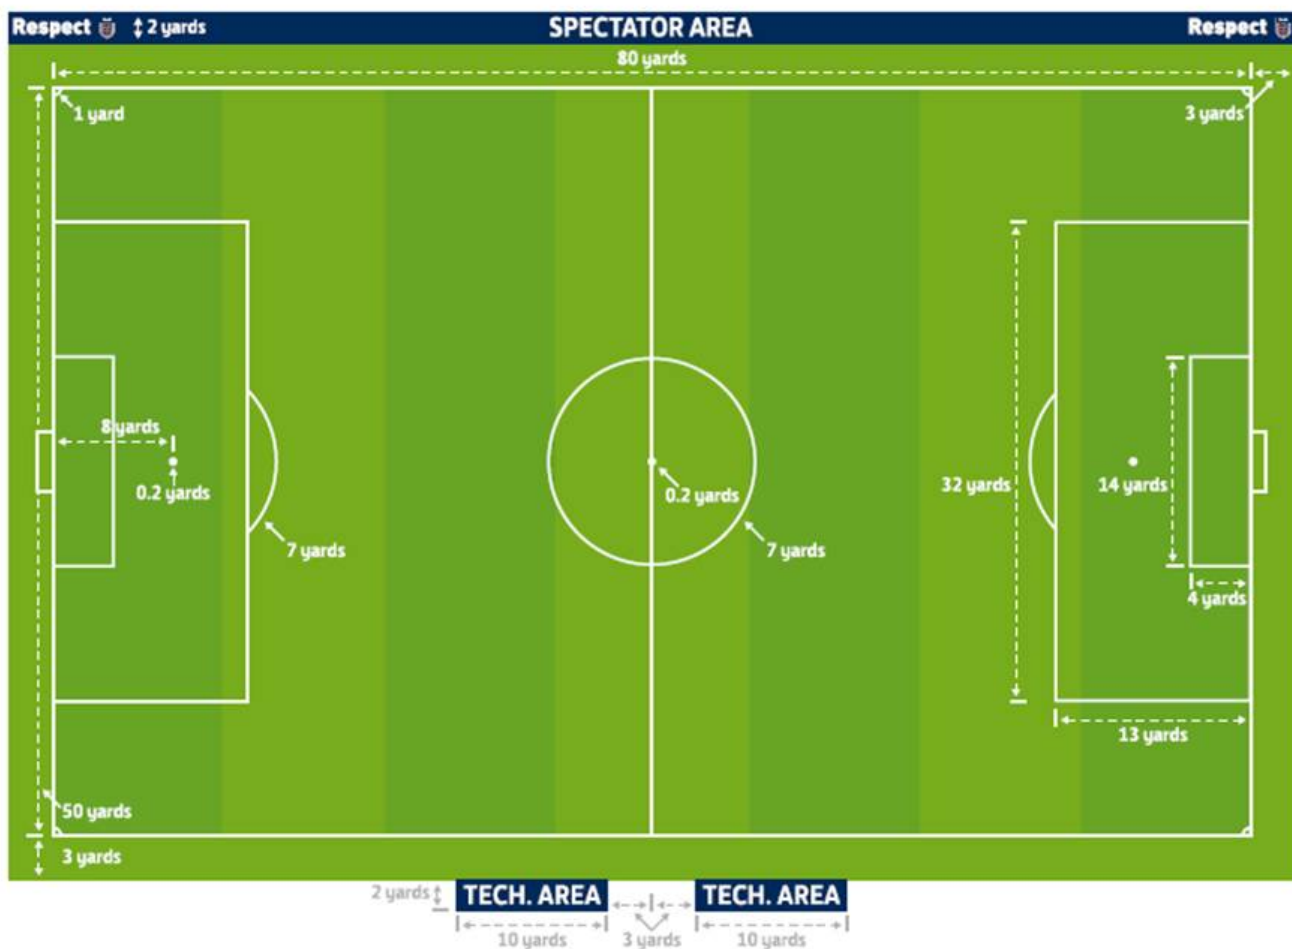 Respect 2 yards SPECTATOR AREA Respect
80 yards
1 yard
3 yards
8 yards
0.2 yards
0.2 yards
32 yards
14 yards
7 yards
7 yards
4 yards
13 yards
50 yards
3 yards
2 yards TECH. AREA TECH. AREA
10 yards 3 yards 10 yards